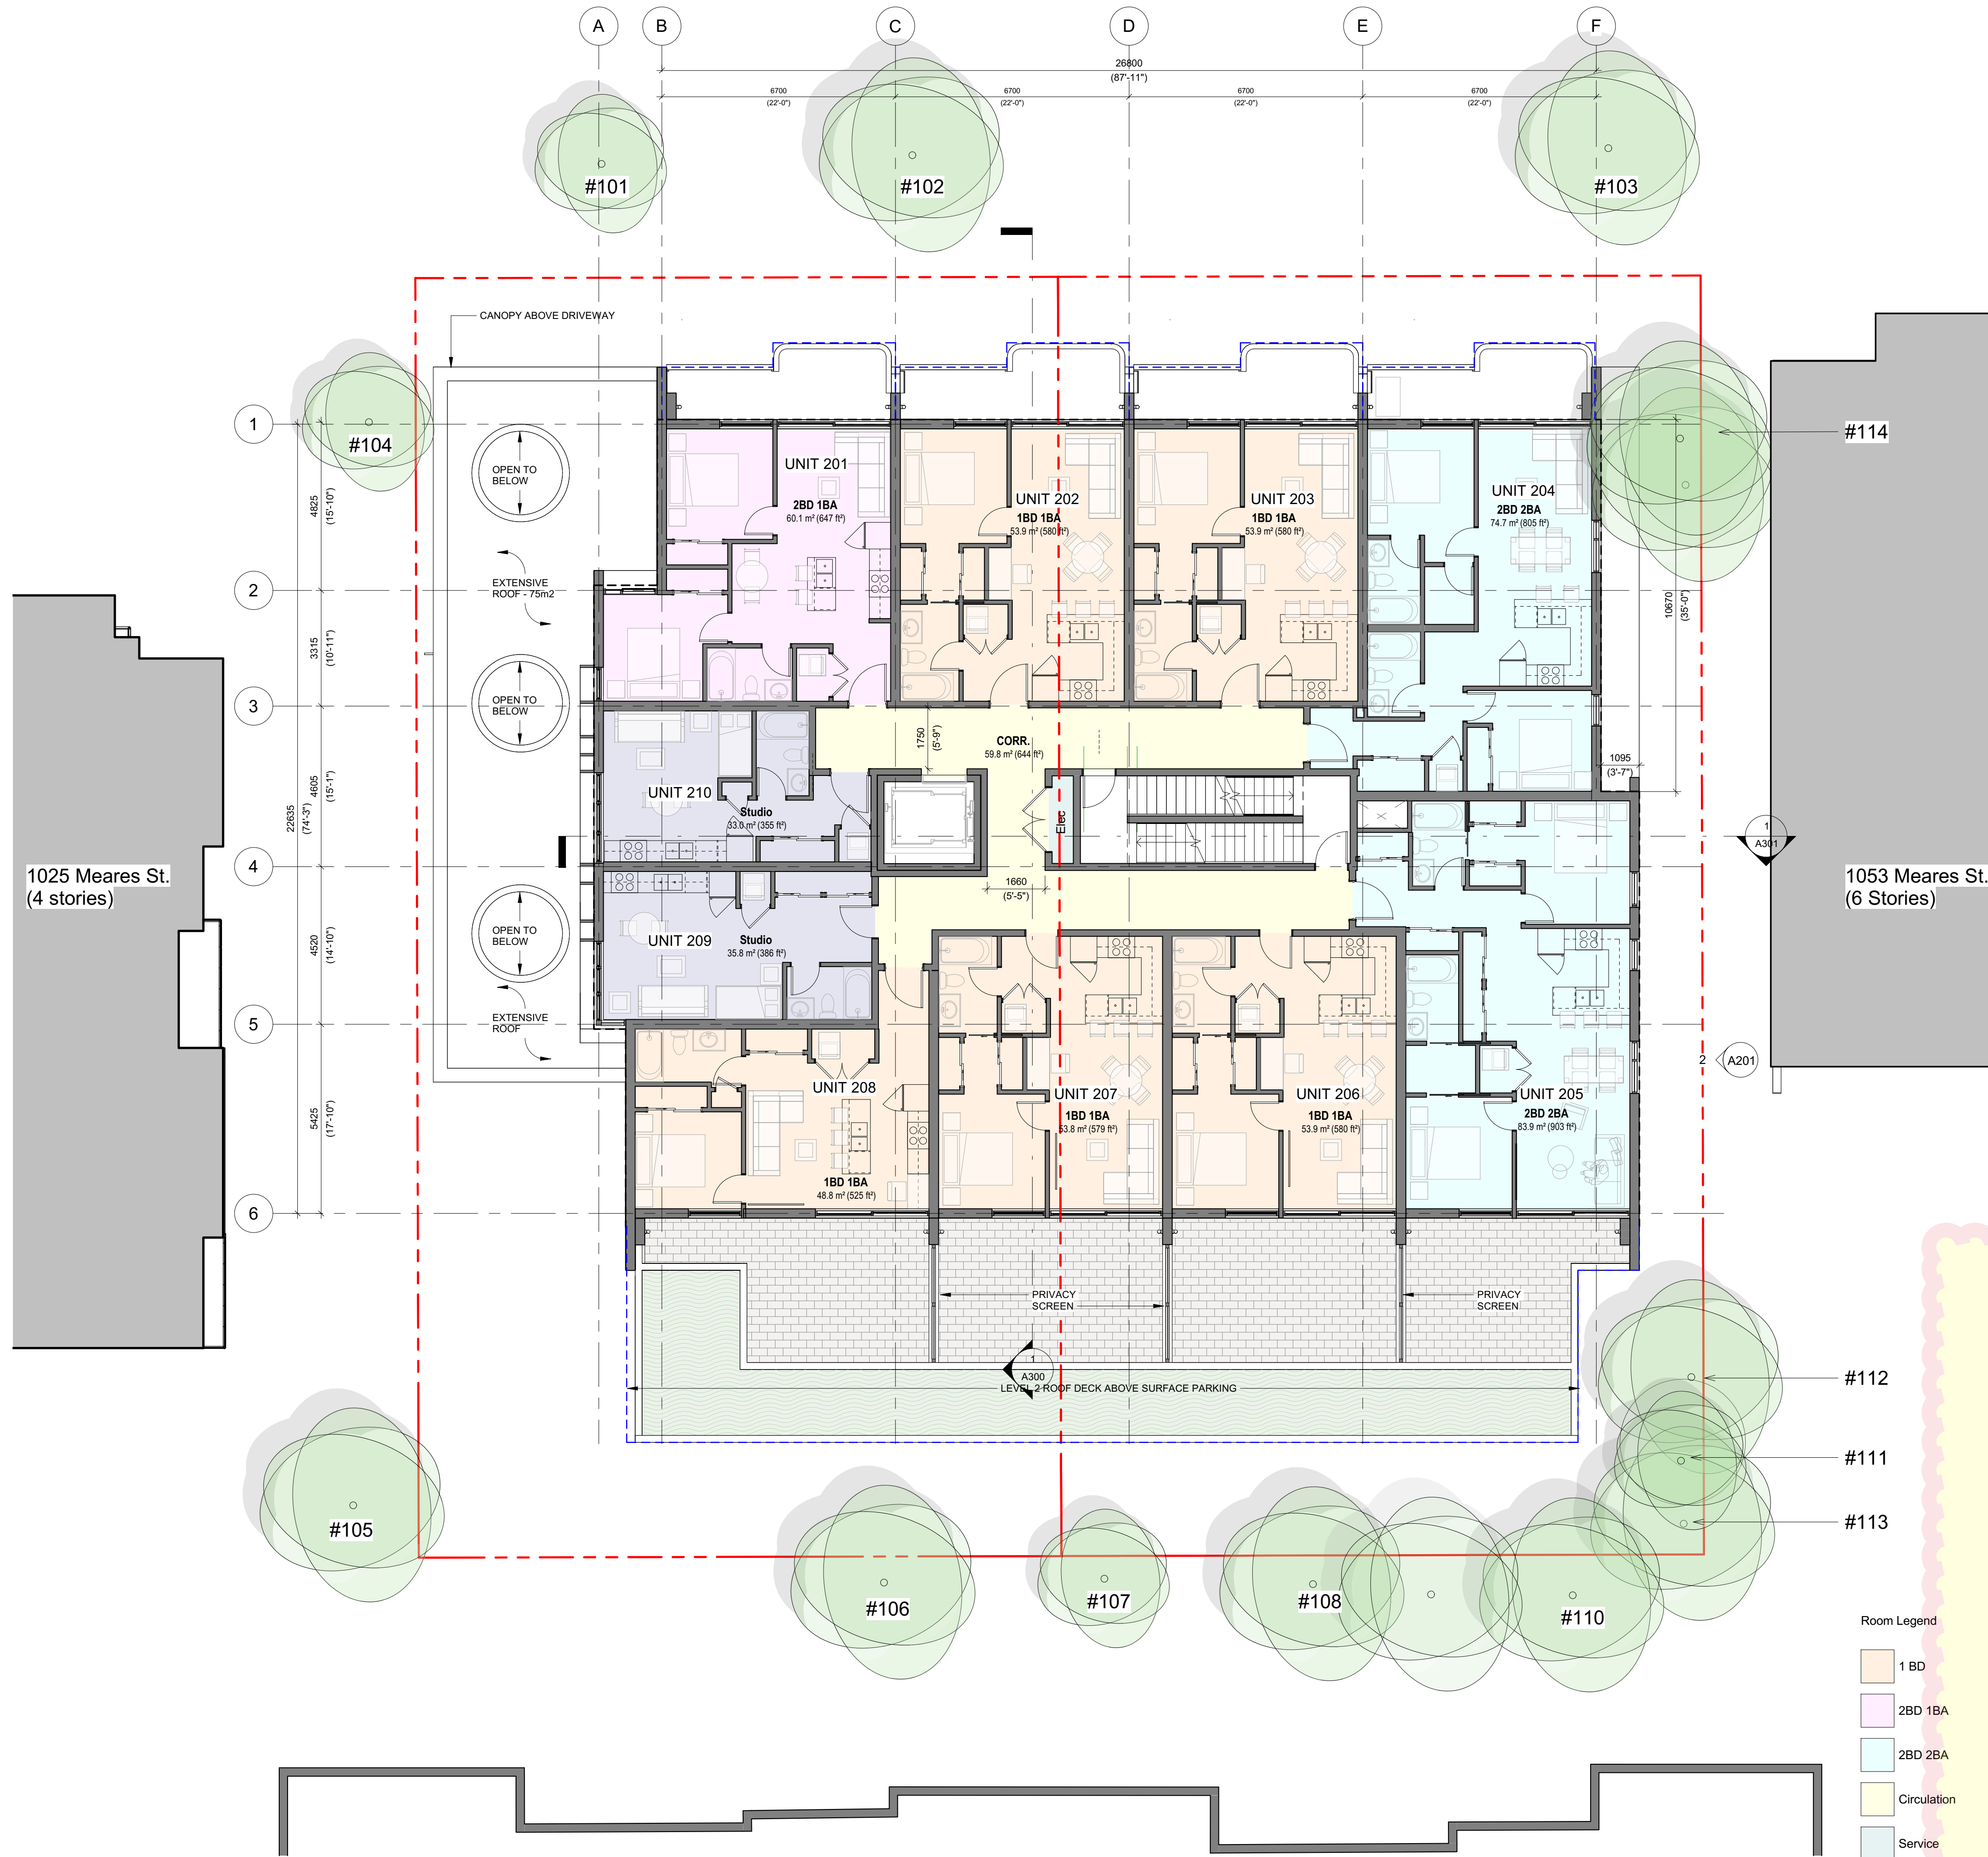 A
B
C
D
E
F
26800
(87'-11")
6700
(22'-0")
6700
(22'-0")
6700
(22'-0")
6700
(22'-0")
#101
#102
#103
CANOPY ABOVE DRIVEWAY
#104
#114
1
2
3
4
5
6
4825
(15'-10")
3315
(10'-11")
4605
(15'-1")
4520
(14'-10")
5425
(17'-10")
22635
(74'-3")
OPEN TO
BELOW
EXTENSIVE
ROOF - 75m2
OPEN TO
BELOW
OPEN TO
BELOW
EXTENSIVE
ROOF
UNIT 201
2BD 1BA
60.1 m² (647 ft²)
UNIT 202
1BD 1BA
53.9 m² (580 ft²)
UNIT 203
1BD 1BA
53.9 m² (580 ft²)
UNIT 204
2BD 2BA
74.7 m² (805 ft²)
10670
(35'-0")
1095
(3'-7")
1750
(5'-9")
CORR.
59.8 m² (644 ft²)
UNIT 210
Studio
33.0 m² (355 ft²)
Elec
1660
(5'-5")
1
A301
1025 Meares St.
(4 stories)
1053 Meares St.
(6 Stories)
UNIT 209
Studio
35.8 m² (386 ft²)
2
A201
UNIT 208
1BD 1BA
48.8 m² (525 ft²)
UNIT 207
1BD 1BA
53.8 m² (579 ft²)
UNIT 206
1BD 1BA
53.9 m² (580 ft²)
UNIT 205
2BD 2BA
83.9 m² (903 ft²)
PRIVACY
SCREEN
PRIVACY
SCREEN
1
A300
LEVEL 2 ROOF DECK ABOVE SURFACE PARKING
#112
#111
#113
#105
#106
#107
#108
#110
Room Legend
1 BD
2BD 1BA
2BD 2BA
Circulation
Service